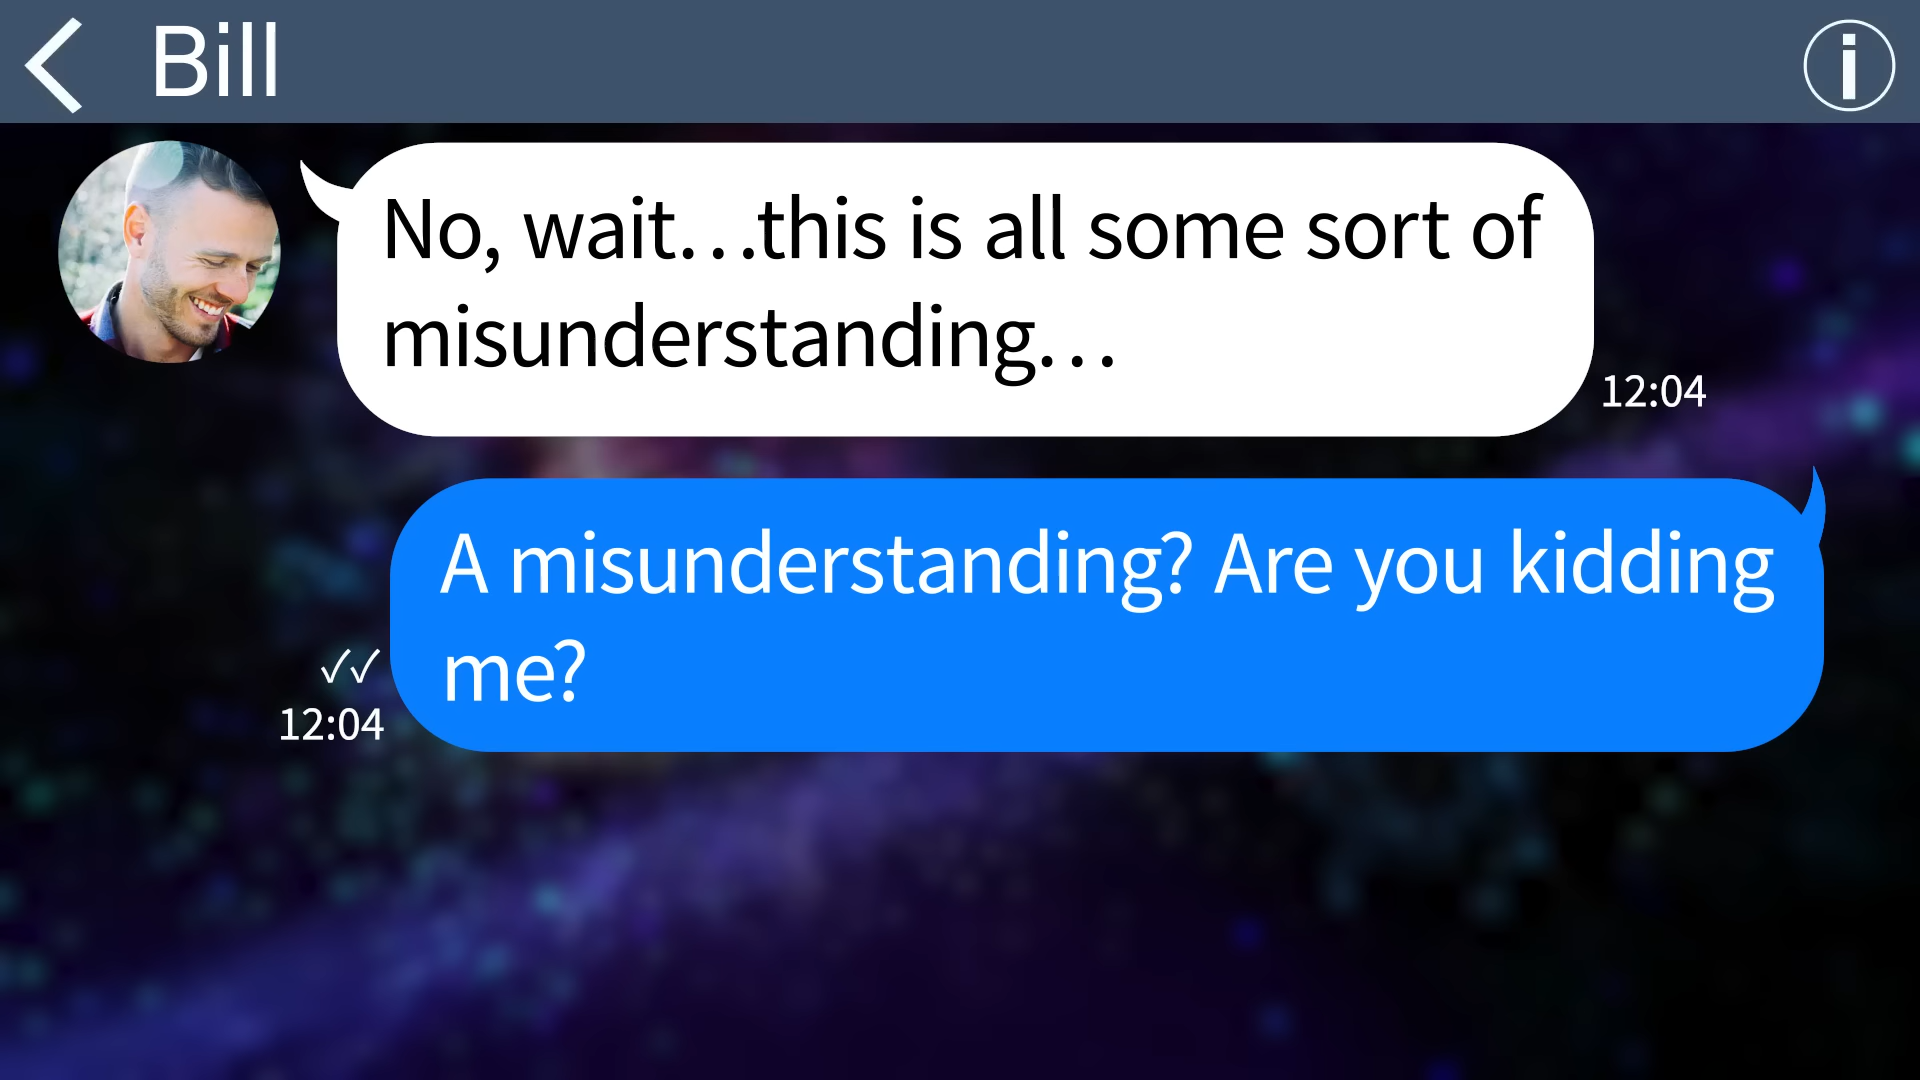 Bill
No, wait…this is all some sort of
misunderstanding…
12:04
A misunderstanding? Are you kidding
me?
✓✓
12:04